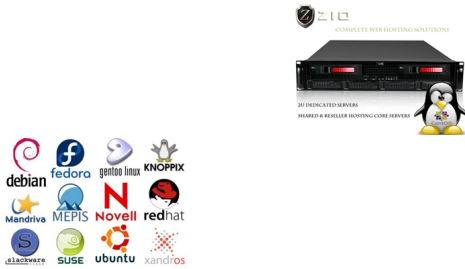 ZIO
COMPLETE WEB HOSTING SOLUTIONS
2U DEDICATED SERVERS
SHARED & RESELLER HOSTING CORE SERVERS
debian fedora gentoo linux KNOPPIX
Mandriva MEPIS Novell redhat
slackware SUSE ubuntu xandros